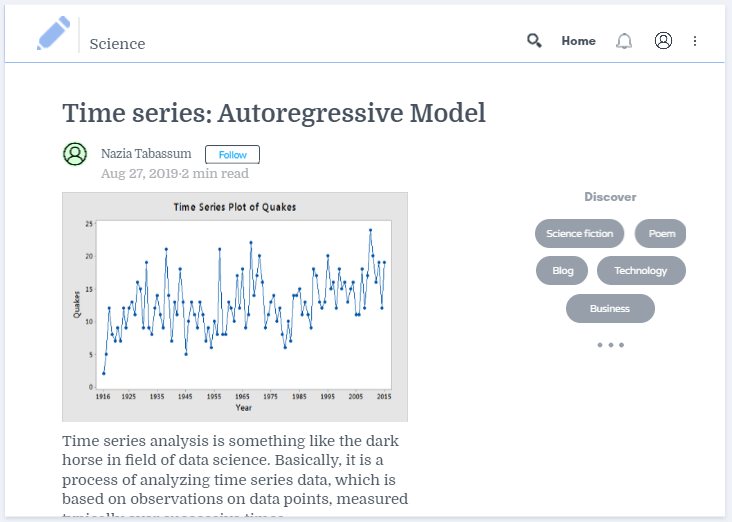 Science
Home
Time series: Autoregressive Model
Nazia Tabassum
Follow
Aug 27, 2019·2 min read
Time Series Plot of Quakes
25
20
15
10
5
0
Quakes
1916 1925 1935 1945 1955 1965 1975 1985 1995 2005 2015
Year
Discover
Science fiction
Poem
Blog
Technology
Business
Time series analysis is something like the dark
horse in field of data science. Basically, it is a
process of analyzing time series data, which is
based on observations on data points, measured
typically over successive times